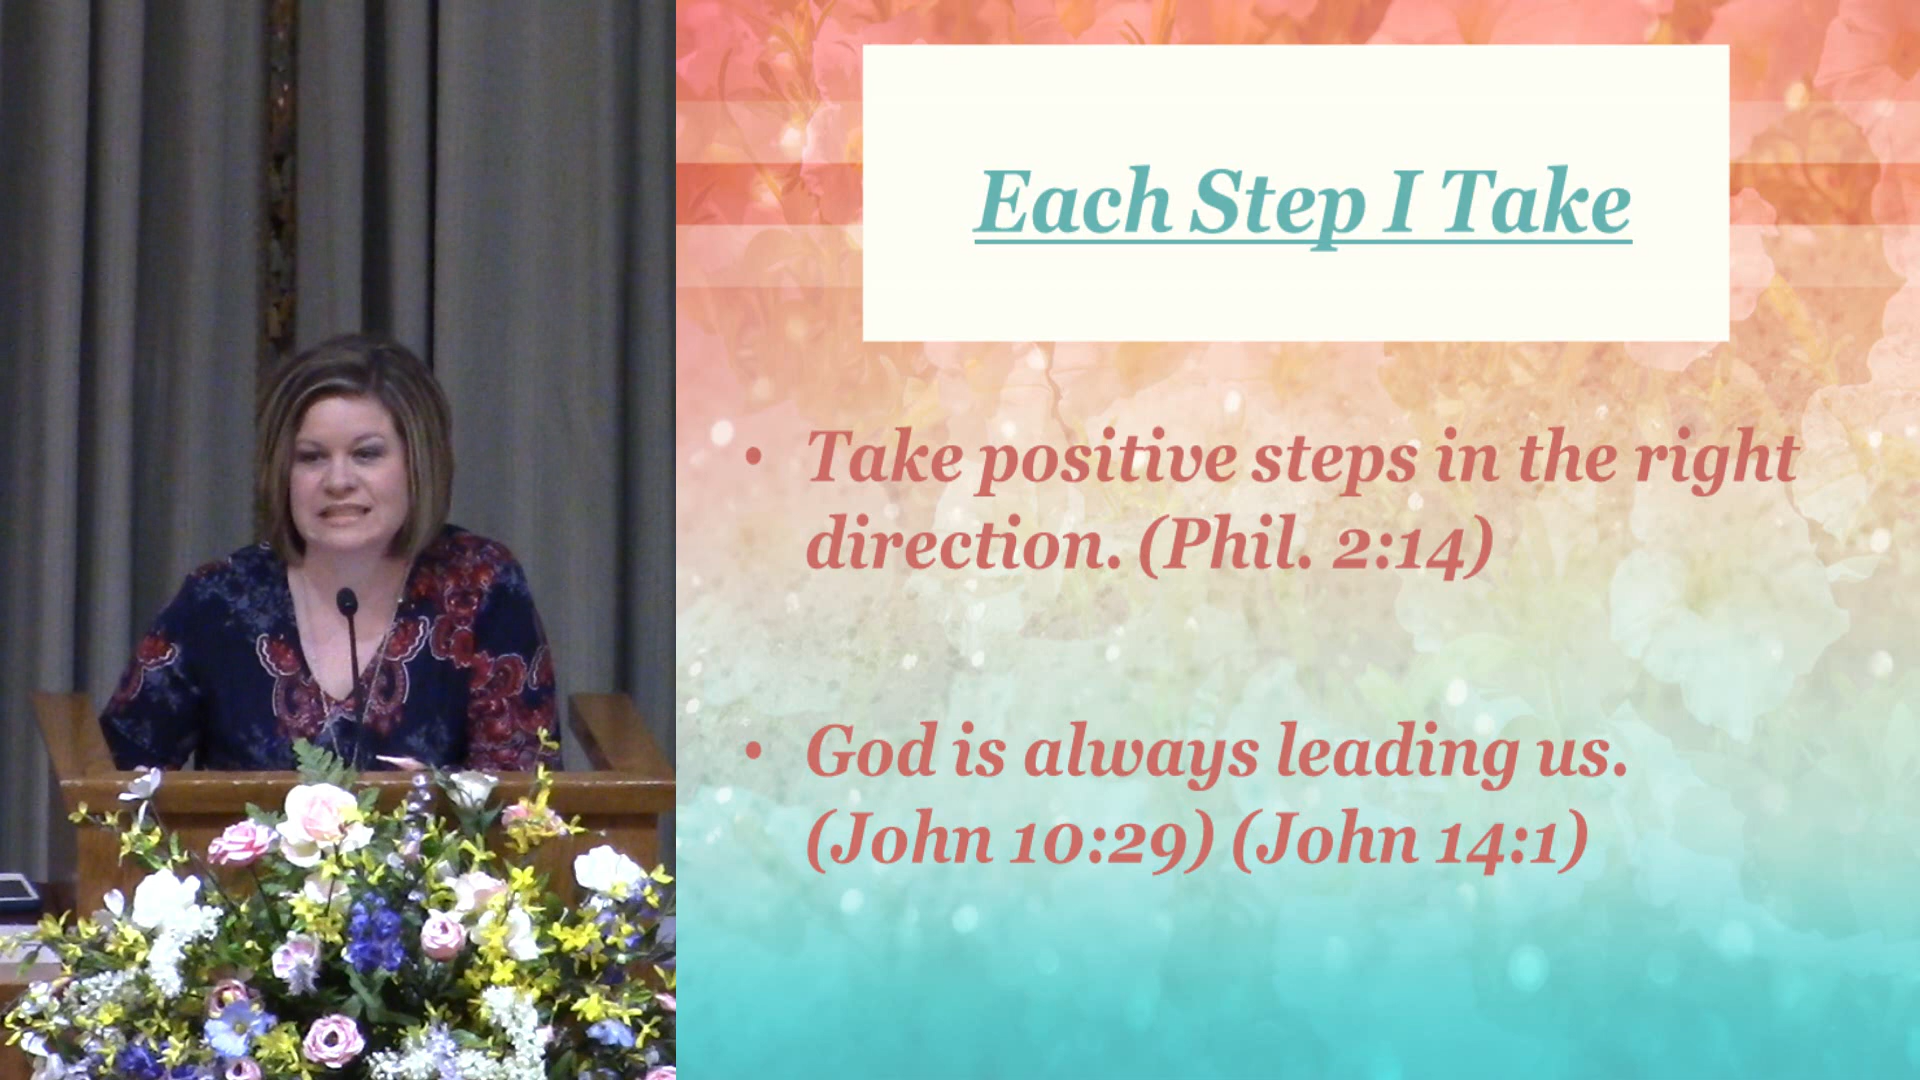 Each Step I Take
• Take positive steps in the right
direction. (Phil. 2:14)
• God is always leading us.
(John 10:29) (John 14:1)